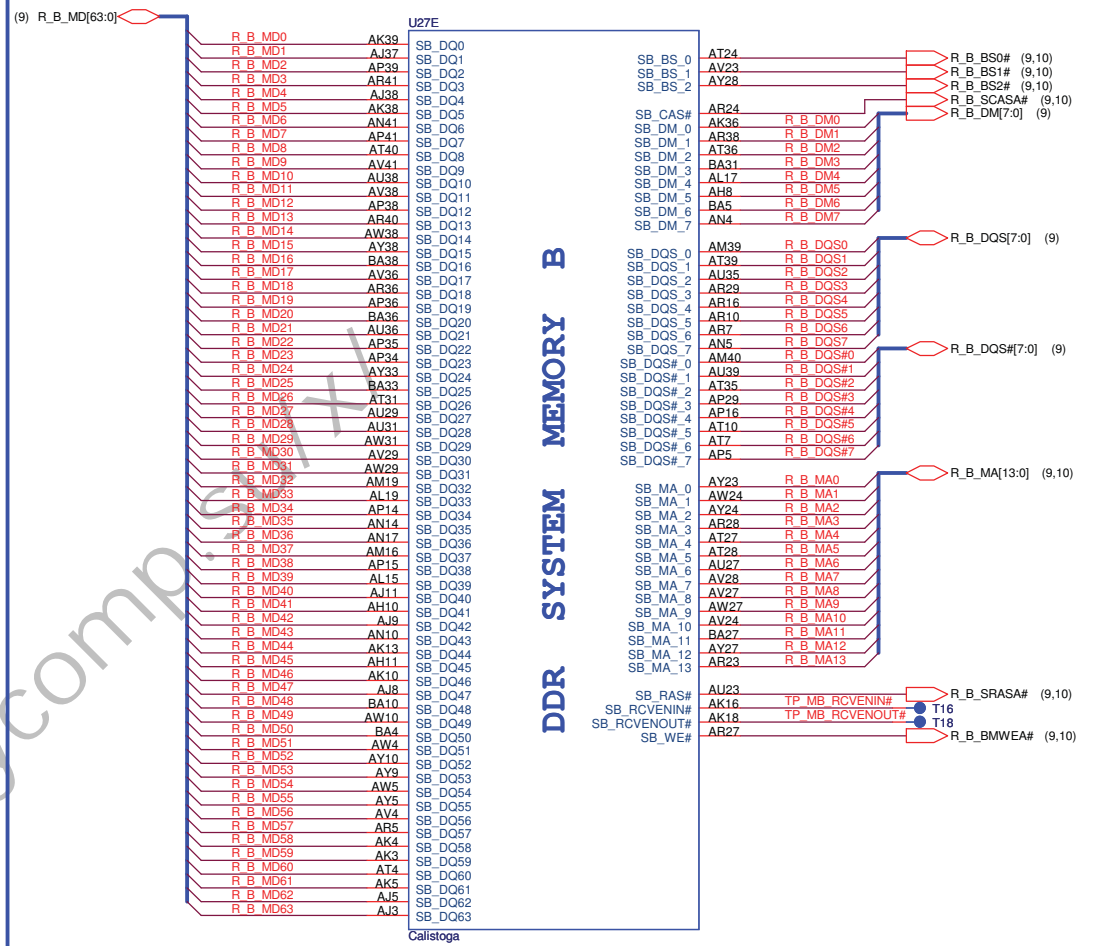 (9) R_B_MD[63:0]
U27E
R_B_MD0 AK39 SB_DQ0
R_B_MD1 AJ37 SB_DQ1
R_B_MD2 AP39 SB_DQ2
R_B_MD3 AR41 SB_DQ3
R_B_MD4 AJ38 SB_DQ4
R_B_MD5 AK38 SB_DQ5
R_B_MD6 AN41 SB_DQ6
R_B_MD7 AP41 SB_DQ7
R_B_MD8 AT40 SB_DQ8
R_B_MD9 AV41 SB_DQ9
R_B_MD10 AU38 SB_DQ10
R_B_MD11 AV38 SB_DQ11
R_B_MD12 AP38 SB_DQ12
R_B_MD13 AR40 SB_DQ13
R_B_MD14 AW38 SB_DQ14
R_B_MD15 AY38 SB_DQ15
R_B_MD16 BA38 SB_DQ16
R_B_MD17 AV36 SB_DQ17
R_B_MD18 AR36 SB_DQ18
R_B_MD19 AP36 SB_DQ19
R_B_MD20 BA36 SB_DQ20
R_B_MD21 AU36 SB_DQ21
R_B_MD22 AP35 SB_DQ22
R_B_MD23 AP34 SB_DQ23
R_B_MD24 AY33 SB_DQ24
R_B_MD25 BA33 SB_DQ25
R_B_MD26 AT31 SB_DQ26
R_B_MD27 AU29 SB_DQ27
R_B_MD28 AU31 SB_DQ28
R_B_MD29 AW31 SB_DQ29
R_B_MD30 AV29 SB_DQ30
R_B_MD31 AW29 SB_DQ31
R_B_MD32 AM19 SB_DQ32
R_B_MD33 AL19 SB_DQ33
R_B_MD34 AP14 SB_DQ34
R_B_MD35 AN14 SB_DQ35
R_B_MD36 AN17 SB_DQ36
R_B_MD37 AM16 SB_DQ37
R_B_MD38 AP15 SB_DQ38
R_B_MD39 AL15 SB_DQ39
R_B_MD40 AJ11 SB_DQ40
R_B_MD41 AH10 SB_DQ41
R_B_MD42 AJ9 SB_DQ42
R_B_MD43 AN10 SB_DQ43
R_B_MD44 AK13 SB_DQ44
R_B_MD45 AH11 SB_DQ45
R_B_MD46 AK10 SB_DQ46
R_B_MD47 AJ8 SB_DQ47
R_B_MD48 BA10 SB_DQ48
R_B_MD49 AW10 SB_DQ49
R_B_MD50 BA4 SB_DQ50
R_B_MD51 AW4 SB_DQ51
R_B_MD52 AY10 SB_DQ52
R_B_MD53 AY9 SB_DQ53
R_B_MD54 AW5 SB_DQ54
R_B_MD55 AY5 SB_DQ55
R_B_MD56 AV4 SB_DQ56
R_B_MD57 AR5 SB_DQ57
R_B_MD58 AK4 SB_DQ58
R_B_MD59 AK3 SB_DQ59
R_B_MD60 AT4 SB_DQ60
R_B_MD61 AK5 SB_DQ61
R_B_MD62 AJ5 SB_DQ62
R_B_MD63 AJ3 SB_DQ63
DDR SYSTEM MEMORY B
SB_BS_0 AT24 R_B_BS0# (9,10)
SB_BS_1 AV23 R_B_BS1# (9,10)
SB_BS_2 AY28 R_B_BS2# (9,10)
SB_CAS# AR24 R_B_SCASA# (9,10)
R_B_DM[7:0] (9)
SB_DM_0 AK36 R_B_DM0
SB_DM_1 AR38 R_B_DM1
SB_DM_2 AT36 R_B_DM2
SB_DM_3 BA31 R_B_DM3
SB_DM_4 AL17 R_B_DM4
SB_DM_5 AH8 R_B_DM5
SB_DM_6 BA5 R_B_DM6
SB_DM_7 AN4 R_B_DM7
R_B_DQS[7:0] (9)
SB_DQS_0 AM39 R_B_DQS0
SB_DQS_1 AT39 R_B_DQS1
SB_DQS_2 AU35 R_B_DQS2
SB_DQS_3 AR29 R_B_DQS3
SB_DQS_4 AR16 R_B_DQS4
SB_DQS_5 AR10 R_B_DQS5
SB_DQS_6 AR7 R_B_DQS6
SB_DQS_7 AN5 R_B_DQS7
R_B_DQS#[7:0] (9)
SB_DQS#_0 AM40 R_B_DQS#0
SB_DQS#_1 AU39 R_B_DQS#1
SB_DQS#_2 AT35 R_B_DQS#2
SB_DQS#_3 AP29 R_B_DQS#3
SB_DQS#_4 AP16 R_B_DQS#4
SB_DQS#_5 AT10 R_B_DQS#5
SB_DQS#_6 AT7 R_B_DQS#6
SB_DQS#_7 AP5 R_B_DQS#7
R_B_MA[13:0] (9,10)
SB_MA_0 AY23 R_B_MA0
SB_MA_1 AW24 R_B_MA1
SB_MA_2 AY24 R_B_MA2
SB_MA_3 AR28 R_B_MA3
SB_MA_4 AT27 R_B_MA4
SB_MA_5 AT28 R_B_MA5
SB_MA_6 AU27 R_B_MA6
SB_MA_7 AV28 R_B_MA7
SB_MA_8 AV27 R_B_MA8
SB_MA_9 AW27 R_B_MA9
SB_MA_10 AV24 R_B_MA10
SB_MA_11 BA27 R_B_MA11
SB_MA_12 AY27 R_B_MA12
SB_MA_13 AR23 R_B_MA13
SB_RAS# AU23 R_B_SRASA# (9,10)
SB_RCVENIN# AK16 TP_MB_RCVENIN# T16
SB_RCVENOUT# AK18 TP_MB_RCVENOUT# T18
SB_WE# AR27 R_B_BMWEA# (9,10)
Calistoga
ycomp.su/x/